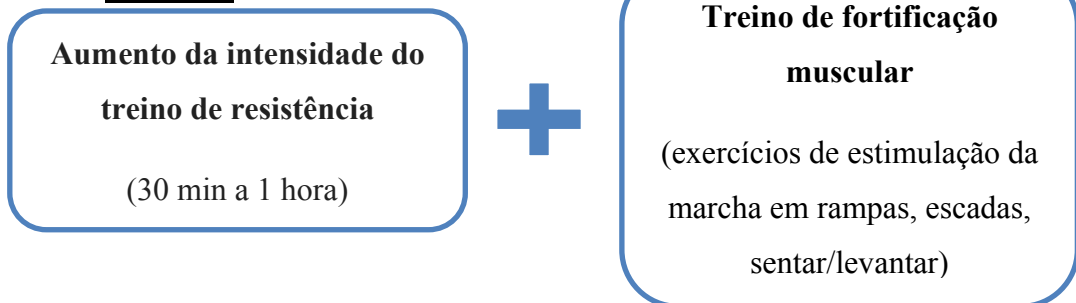 Aumento da intensidade do
treino de resistência
(30 min a 1 hora)
Treino de fortificação
muscular
(exercícios de estimulação da
marcha em rampas, escadas,
sentar/levantar)